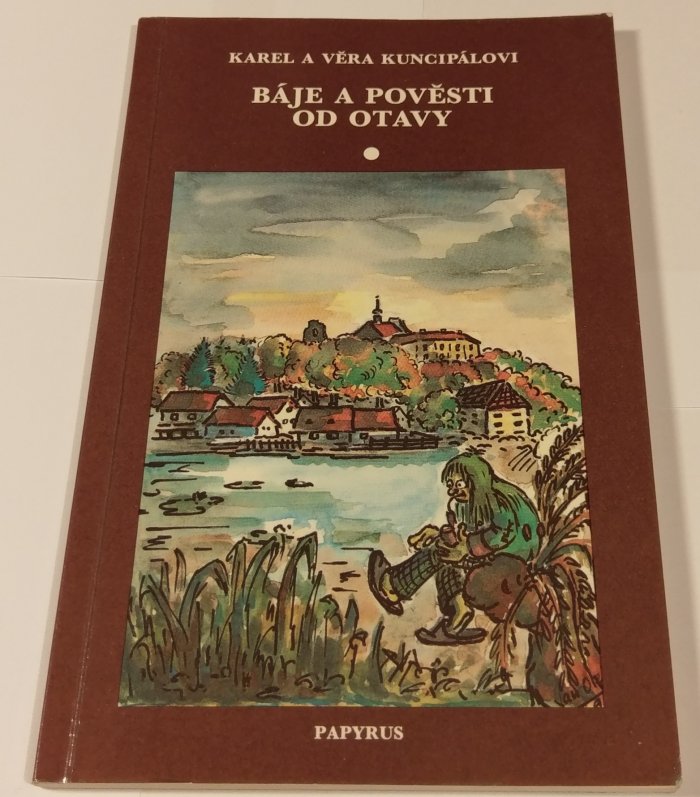 KAREL A VĚRA KUNCIPÁLOVI
BÁJE A POVĚSTI
OD OTAVY
PAPYRUS